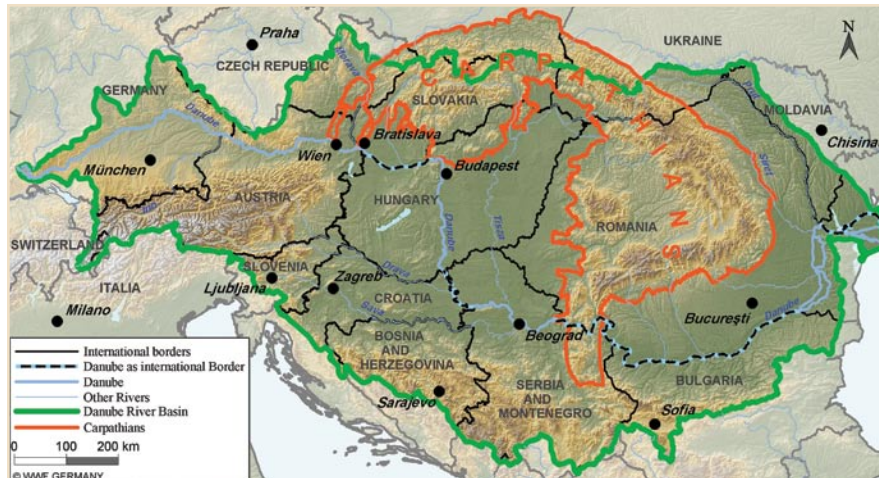 Praha
N
UKRAINE
CZECH REPUBLIC
Morava
GERMANY
C A R P A T H I A N S
SLOVAKIA
Prut
MOLDAVIA
Danube
Chisina
Bratislava
Wien
Siret
München
Budapest
AUSTRIA
HUNGARY
Inn
Danube
Tisza
ROMANIA
SWITZERLAND
SLOVENIA
Drava
ITALIA
Ljubljana
Zagreb
CROATIA
Sava
Milano
Bucureşti
Danube
Beograd
BOSNIA
AND
HERZEGOVINA
BULGARIA
SERBIA
AND
MONTENEGRO
Sarajevo
Sofia
International borders
Danube as international Border
Danube
Other Rivers
Danube River Basin
Carpathians
0 100 200 km
© WWF GERMANY